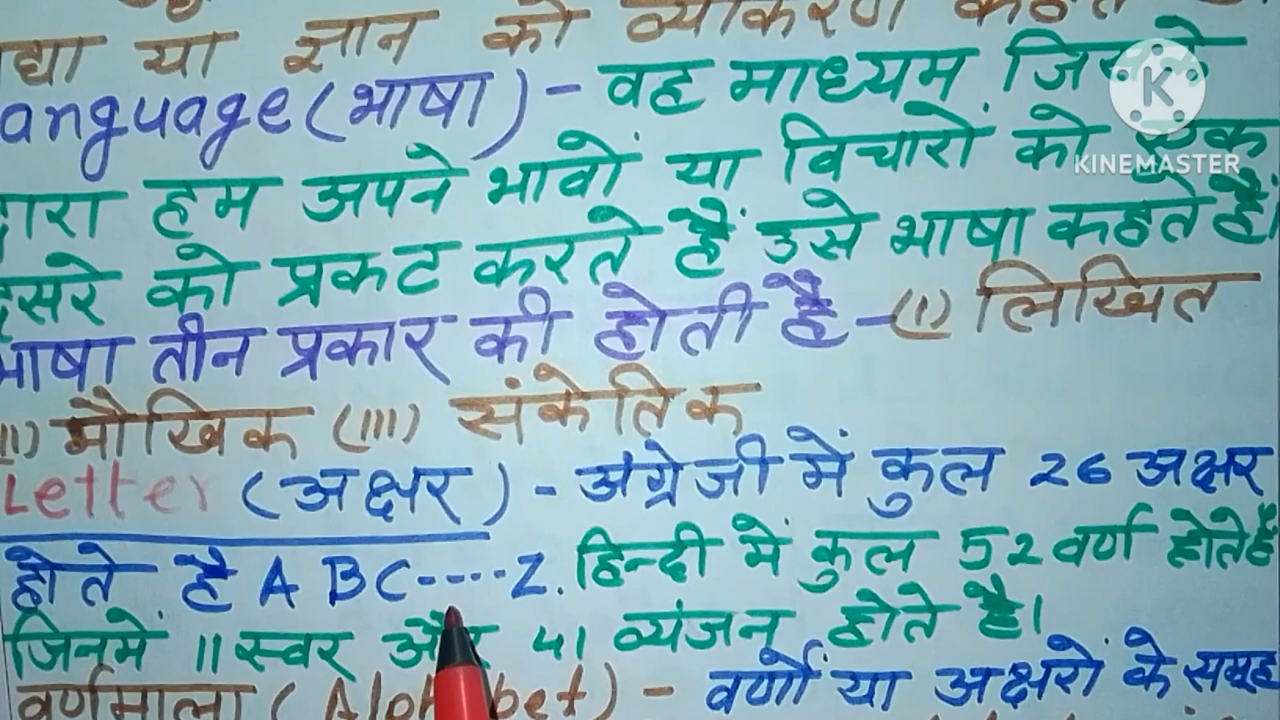 द्या या ज्ञान को व्याकरण कहते
anguage (भाषा) - वह माध्यम जिसके
द्वारा हम अपने भावों या विचारों को एक
दूसरे को प्रकट करते हैं उसे भाषा कहते हैं।
भाषा तीन प्रकार की होती है - (I) लिखित
(II) मौखिक (III) संकेतिक
Letter (अक्षर) - अंग्रेजी में कुल 26 अक्षर
होते है A B C ---- Z. हिन्दी में कुल 52 वर्ण होते है
जिनमें 11 स्वर और 41 व्यंजन होते है।
वर्णमाला (Alphabet) - वर्णों या अक्षरों के समूह
K
KINEMASTER